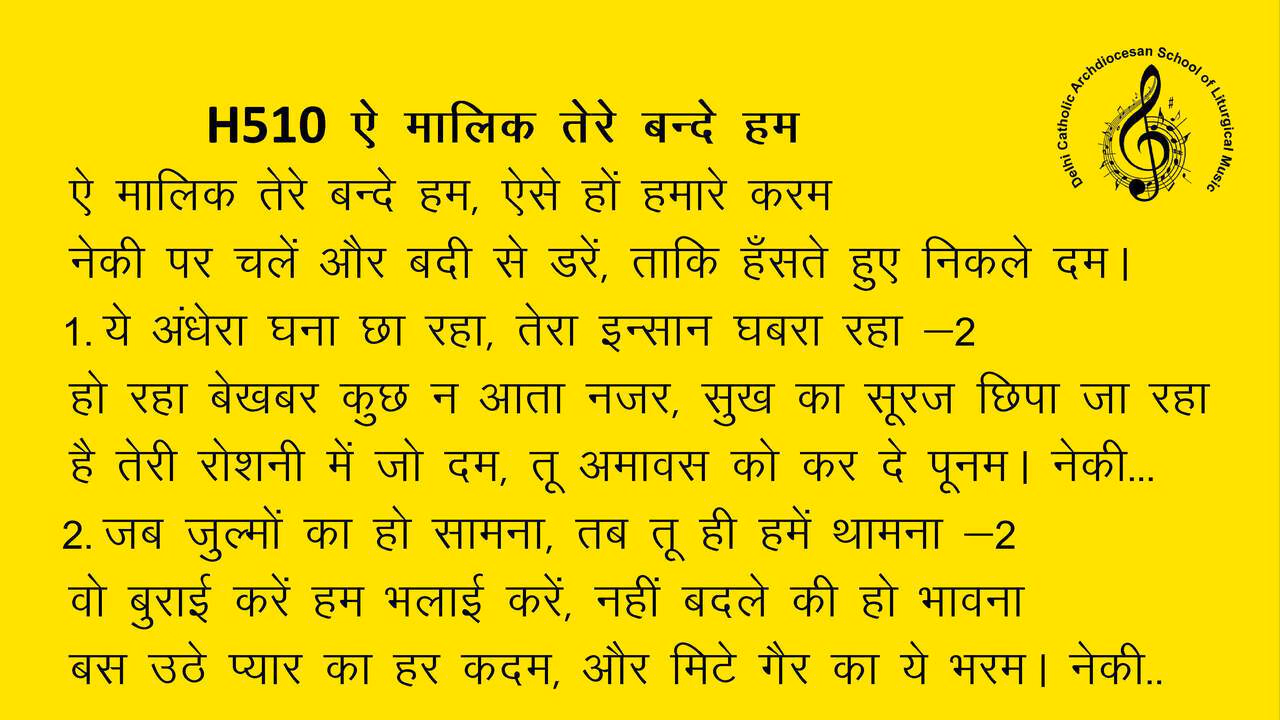 Delhi Catholic Archdiocesan School of Liturgical Music
H510 ऐ मालिक तेरे बन्दे हम
ऐ मालिक तेरे बन्दे हम, ऐसे हों हमारे करम
नेकी पर चलें और बदी से डरें, ताकि हँसते हुए निकले दम।
1. ये अंधेरा घना छा रहा, तेरा इन्सान घबरा रहा –2
हो रहा बेखबर कुछ न आता नजर, सुख का सूरज छिपा जा रहा
है तेरी रोशनी में जो दम, तू अमावस को कर दे पूनम। नेकी...
2. जब जुल्मों का हो सामना, तब तू ही हमें थामना –2
वो बुराई करें हम भलाई करें, नहीं बदले की हो भावना
बस उठे प्यार का हर कदम, और मिटे गैर का ये भरम। नेकी..